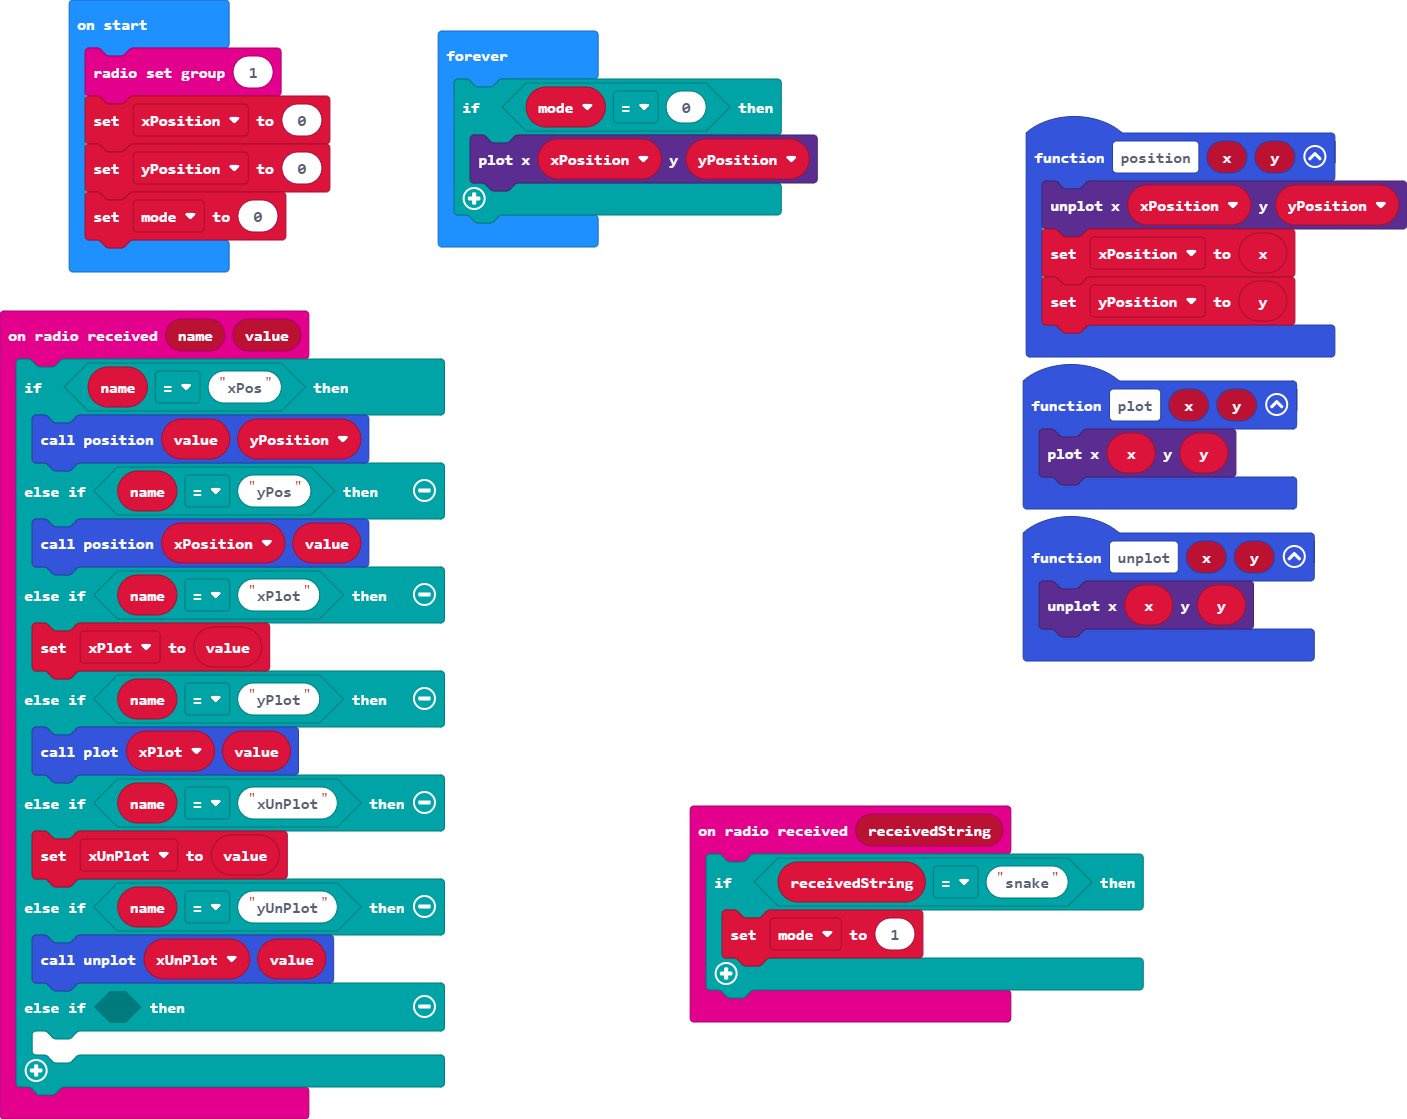 on start
radio set group 1
set xPosition to 0
set yPosition to 0
set mode to 0
forever
if mode = 0 then
plot x xPosition y yPosition
function position x y
unplot x xPosition y yPosition
set xPosition to x
set yPosition to y
function plot x y
plot x x y y
function unplot x y
unplot x x y y
on radio received name value
if name = "xPos" then
call position value yPosition
else if name = "yPos" then
call position xPosition value
else if name = "xPlot" then
set xPlot to value
else if name = "yPlot" then
call plot xPlot value
else if name = "xUnPlot" then
set xUnPlot to value
else if name = "yUnPlot" then
call unplot xUnPlot value
else if then
on radio received receivedString
if receivedString = "snake" then
set mode to 1